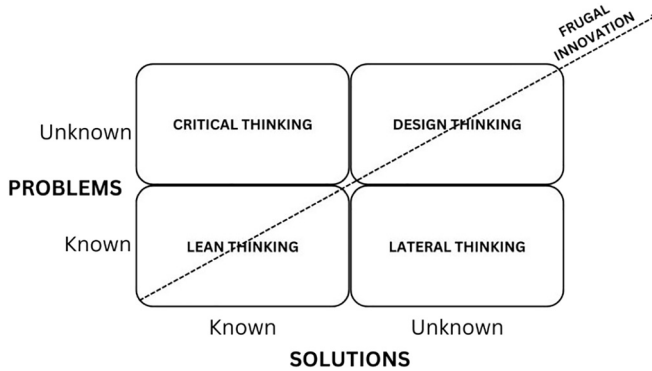 FRUGAL
INNOVATION
Unknown
CRITICAL THINKING
DESIGN THINKING
PROBLEMS
Known
LEAN THINKING
LATERAL THINKING
Known
Unknown
SOLUTIONS